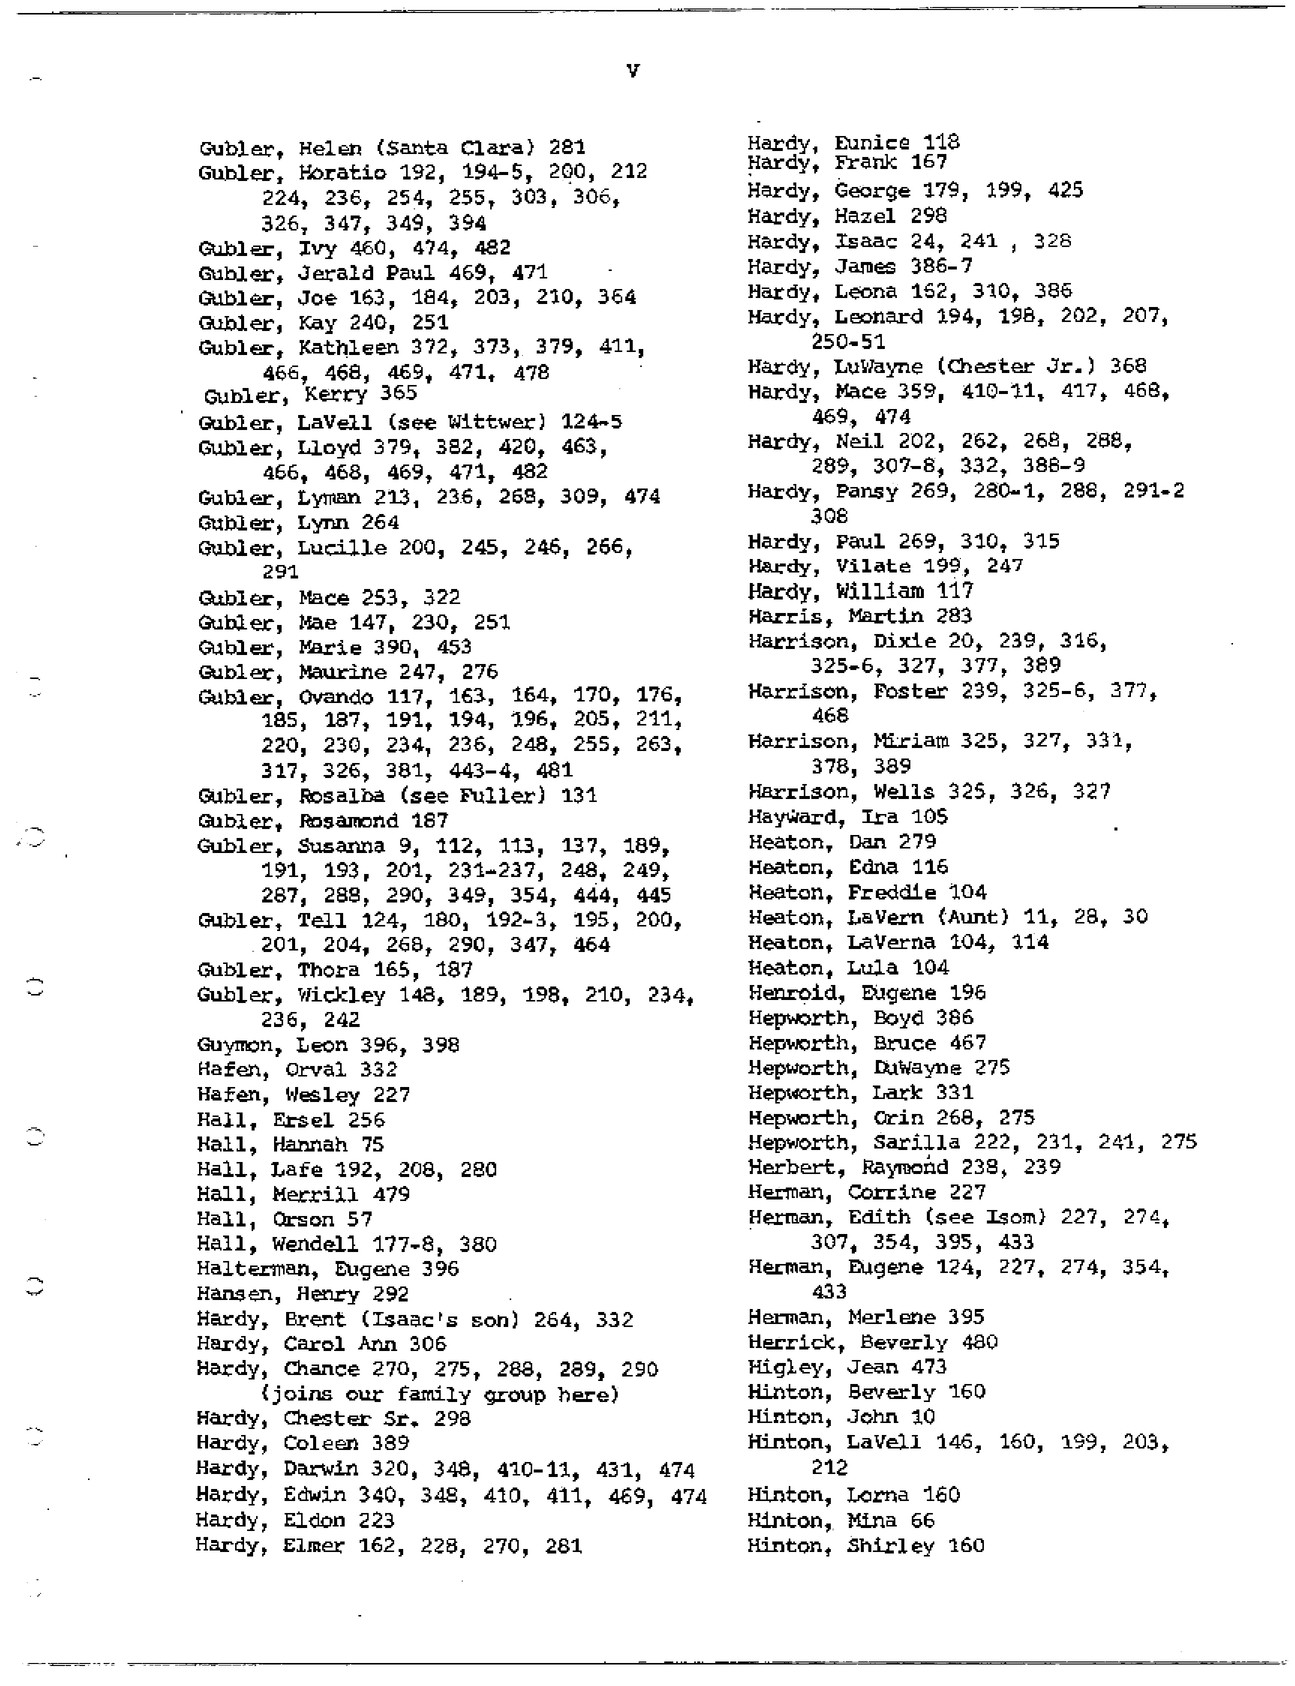 V
Gubler, Helen (Santa Clara) 281
Gubler, Horatio 192, 194-5, 200, 212
224, 236, 254, 255, 303, 306,
326, 347, 349, 394
Gubler, Ivy 460, 474, 482
Gubler, Jerald Paul 469, 471
Gubler, Joe 163, 184, 203, 210, 364
Gubler, Kay 240, 251
Gubler, Kathleen 372, 373, 379, 411,
466, 468, 469, 471, 478
Gubler, Kerry 365
Gubler, LaVell (see Wittwer) 124-5
Gubler, Lloyd 379, 382, 420, 463,
466, 468, 469, 471, 482
Gubler, Lyman 213, 236, 268, 309, 474
Gubler, Lynn 264
Gubler, Lucille 200, 245, 246, 266,
291
Gubler, Mace 253, 322
Gubler, Mae 147, 230, 251
Gubler, Marie 390, 453
Gubler, Maurine 247, 276
Gubler, Ovando 117, 163, 164, 170, 176,
185, 187, 191, 194, 196, 205, 211,
220, 230, 234, 236, 248, 255, 263,
317, 326, 381, 443-4, 481
Gubler, Rosalba (see Fuller) 131
Gubler, Rosamond 187
Gubler, Susanna 9, 112, 113, 137, 189,
191, 193, 201, 231-237, 248, 249,
287, 288, 290, 349, 354, 444, 445
Gubler, Tell 124, 180, 192-3, 195, 200,
201, 204, 268, 290, 347, 464
Gubler, Thora 165, 187
Gubler, Wickley 148, 189, 198, 210, 234,
236, 242
Guymon, Leon 396, 398
Hafen, Orval 332
Hafen, Wesley 227
Hall, Ersel 256
Hall, Hannah 75
Hall, Lafe 192, 208, 280
Hall, Merrill 479
Hall, Orson 57
Hall, Wendell 177-8, 380
Halterman, Eugene 396
Hansen, Henry 292
Hardy, Brent (Isaac's son) 264, 332
Hardy, Carol Ann 306
Hardy, Chance 270, 275, 288, 289, 290
(joins our family group here)
Hardy, Chester Sr. 298
Hardy, Coleen 389
Hardy, Darwin 320, 348, 410-11, 431, 474
Hardy, Edwin 340, 348, 410, 411, 469, 474
Hardy, Eldon 223
Hardy, Elmer 162, 228, 270, 281
Hardy, Eunice 118
Hardy, Frank 167
Hardy, George 179, 199, 425
Hardy, Hazel 298
Hardy, Isaac 24, 241 , 328
Hardy, James 386-7
Hardy, Leona 162, 310, 386
Hardy, Leonard 194, 198, 202, 207,
250-51
Hardy, LuWayne (Chester Jr.) 368
Hardy, Mace 359, 410-11, 417, 468,
469, 474
Hardy, Neil 202, 262, 268, 288,
289, 307-8, 332, 388-9
Hardy, Pansy 269, 280-1, 288, 291-2
308
Hardy, Paul 269, 310, 315
Hardy, Vilate 199, 247
Hardy, William 117
Harris, Martin 283
Harrison, Dixie 20, 239, 316,
325-6, 327, 377, 389
Harrison, Foster 239, 325-6, 377,
468
Harrison, Miriam 325, 327, 331,
378, 389
Harrison, Wells 325, 326, 327
Hayward, Ira 105
Heaton, Dan 279
Heaton, Edna 116
Heaton, Freddie 104
Heaton, LaVern (Aunt) 11, 28, 30
Heaton, LaVerna 104, 114
Heaton, Lula 104
Henroid, Eugene 196
Hepworth, Boyd 386
Hepworth, Bruce 467
Hepworth, DuWayne 275
Hepworth, Lark 331
Hepworth, Orin 268, 275
Hepworth, Sarilla 222, 231, 241, 275
Herbert, Raymond 238, 239
Herman, Corrine 227
Herman, Edith (see Isom) 227, 274,
307, 354, 395, 433
Herman, Eugene 124, 227, 274, 354,
433
Herman, Merlene 395
Herrick, Beverly 480
Higley, Jean 473
Hinton, Beverly 160
Hinton, John 10
Hinton, LaVell 146, 160, 199, 203,
212
Hinton, Lorna 160
Hinton, Mina 66
Hinton, Shirley 160